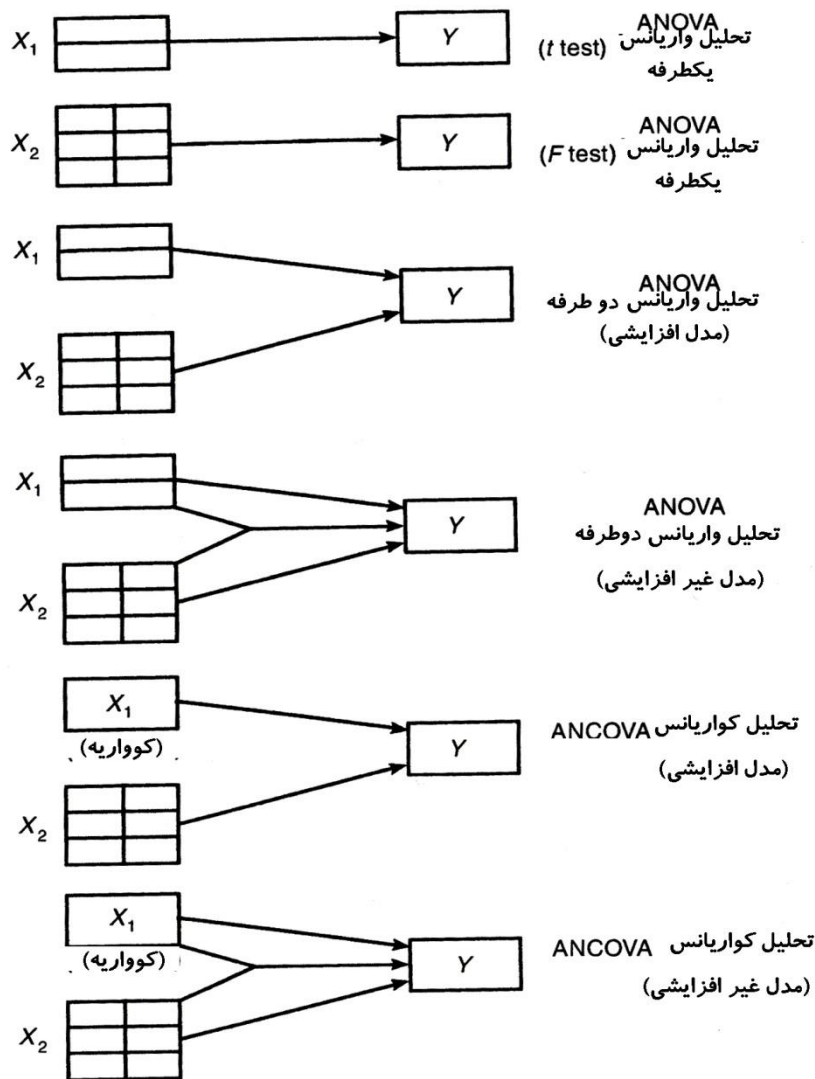 X₁
Y
ANOVA
(t test) تحلیل واریانس
یکطرفه
X₂
Y
ANOVA
(F test) تحلیل واریانس
یکطرفه
X₁
X₂
Y
ANOVA
تحلیل واریانس دو طرفه
(مدل افزایشی)
X₁
X₂
Y
ANOVA
تحلیل واریانس دوطرفه
(مدل غیر افزایشی)
X₁
(کوواریه)
X₂
Y
تحلیل کواریانس ANCOVA
(مدل افزایشی)
X₁
(کوواریه)
X₂
Y
تحلیل کواریانس ANCOVA
(مدل غیر افزایشی)